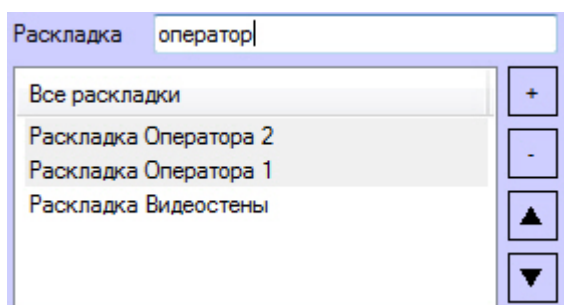 Раскладка оператор
Все раскладки +
Раскладка Оператора 2
-
Раскладка Оператора 1
Раскладка Видеостены
▲
▼